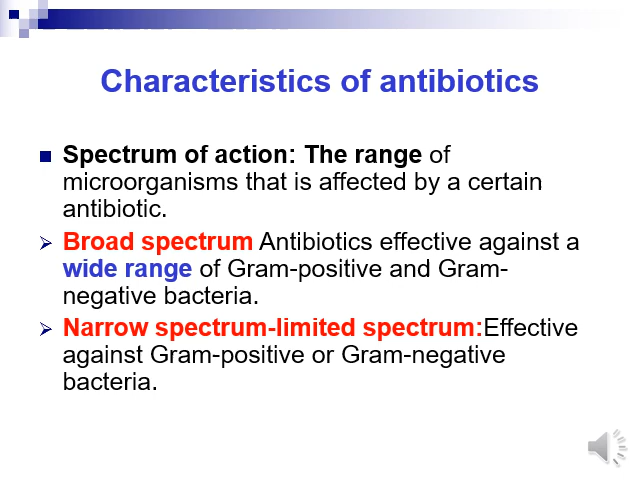 Characteristics of antibiotics
Spectrum of action: The range of
microorganisms that is affected by a certain
antibiotic.
Broad spectrum Antibiotics effective against a
wide range of Gram-positive and Gram-
negative bacteria.
Narrow spectrum-limited spectrum:Effective
against Gram-positive or Gram-negative
bacteria.